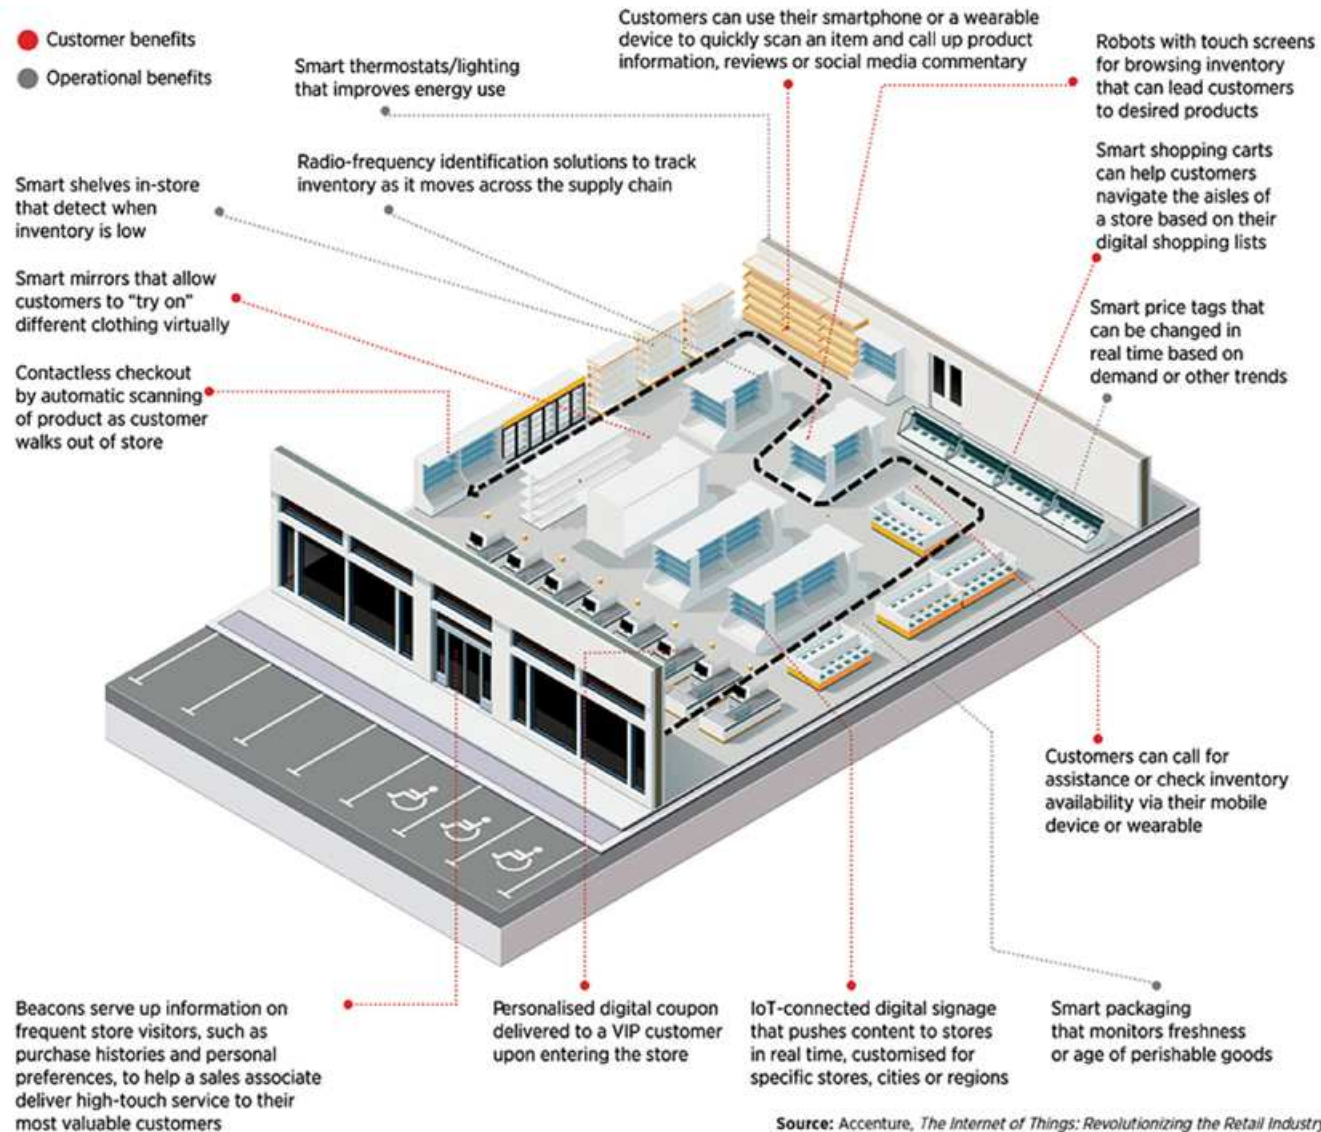 Customer benefits
Operational benefits
Smart thermostats/lighting
that improves energy use
Customers can use their smartphone or a wearable
device to quickly scan an item and call up product
information, reviews or social media commentary
Robots with touch screens
for browsing inventory
that can lead customers
to desired products
Radio-frequency identification solutions to track
inventory as it moves across the supply chain
Smart shopping carts
can help customers
navigate the aisles of
a store based on their
digital shopping lists
Smart shelves in-store
that detect when
inventory is low
Smart mirrors that allow
customers to “try on”
different clothing virtually
Smart price tags that
can be changed in
real time based on
demand or other trends
Contactless checkout
by automatic scanning
of product as customer
walks out of store
Customers can call for
assistance or check inventory
availability via their mobile
device or wearable
Beacons serve up information on
frequent store visitors, such as
purchase histories and personal
preferences, to help a sales associate
deliver high-touch service to their
most valuable customers
Personalised digital coupon
delivered to a VIP customer
upon entering the store
IoT-connected digital signage
that pushes content to stores
in real time, customised for
specific stores, cities or regions
Smart packaging
that monitors freshness
or age of perishable goods
Source: Accenture, The Internet of Things: Revolutionizing the Retail Industry